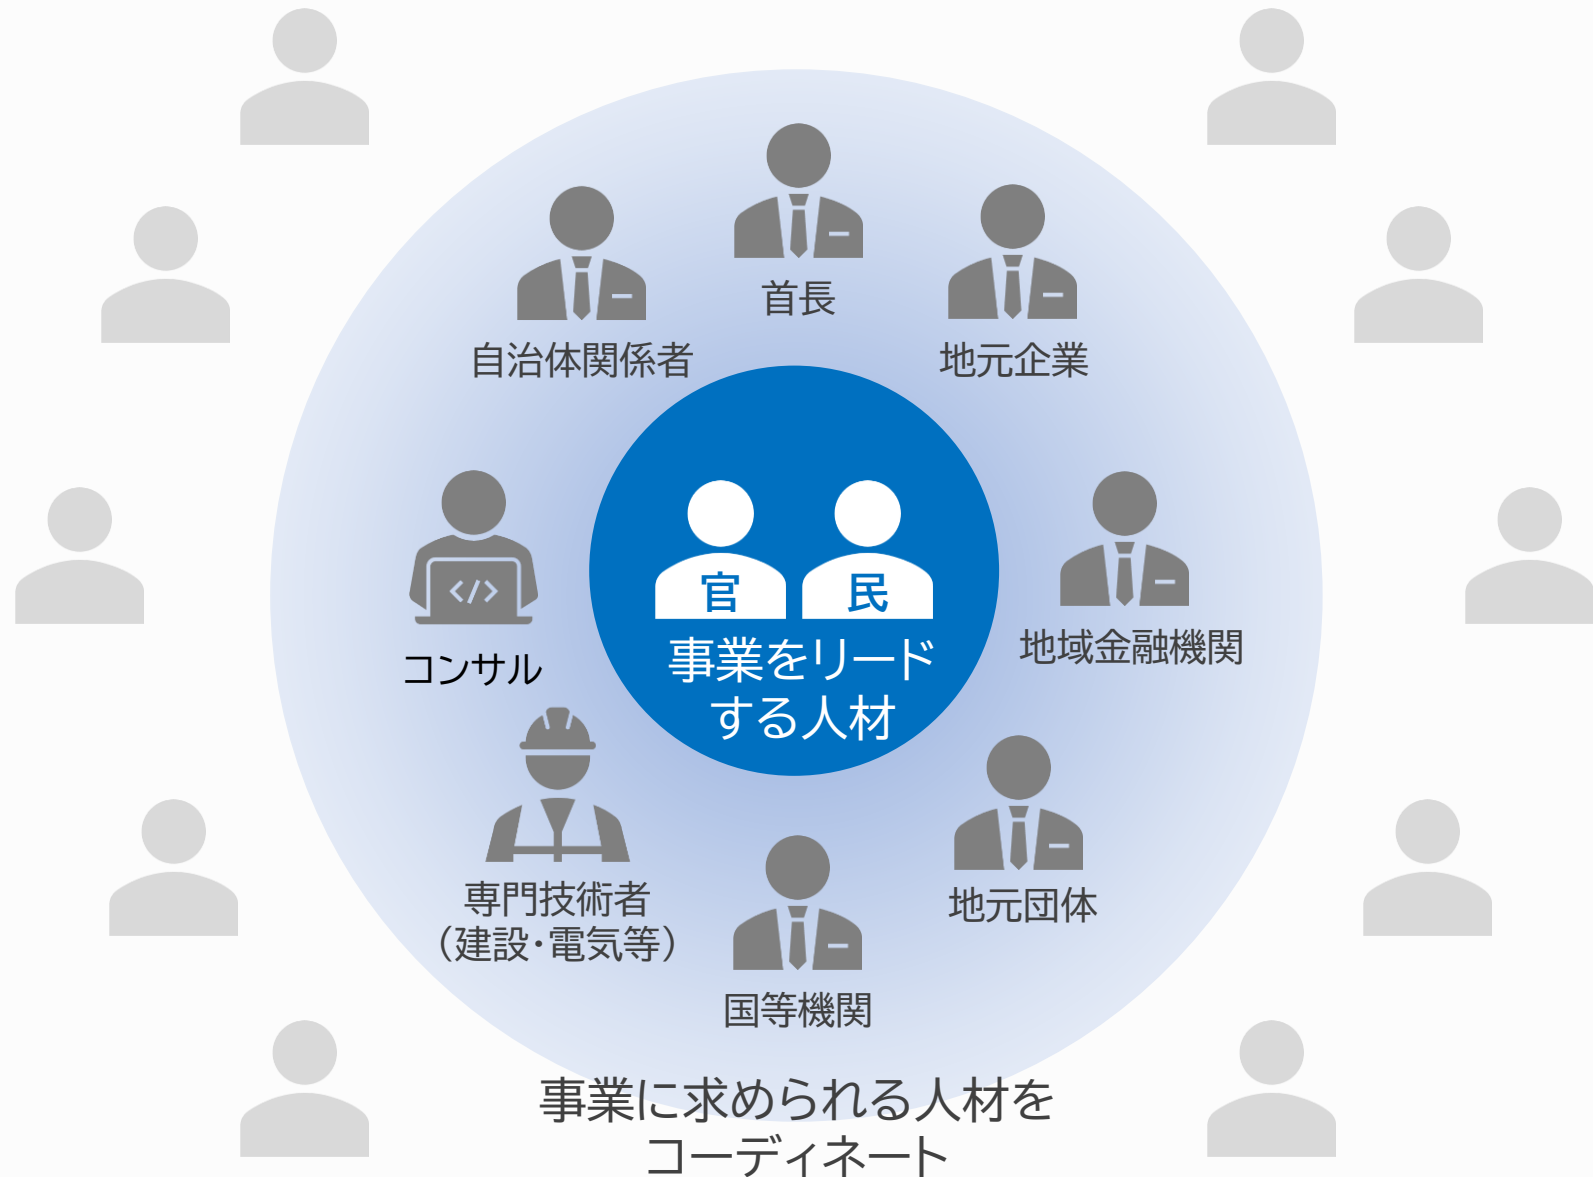 首長
自治体関係者
地元企業
官
民
事業をリード
する人材
コンサル
</>
地域金融機関
専門技術者
（建設・電気等）
地元団体
国等機関
事業に求められる人材を
コーディネート